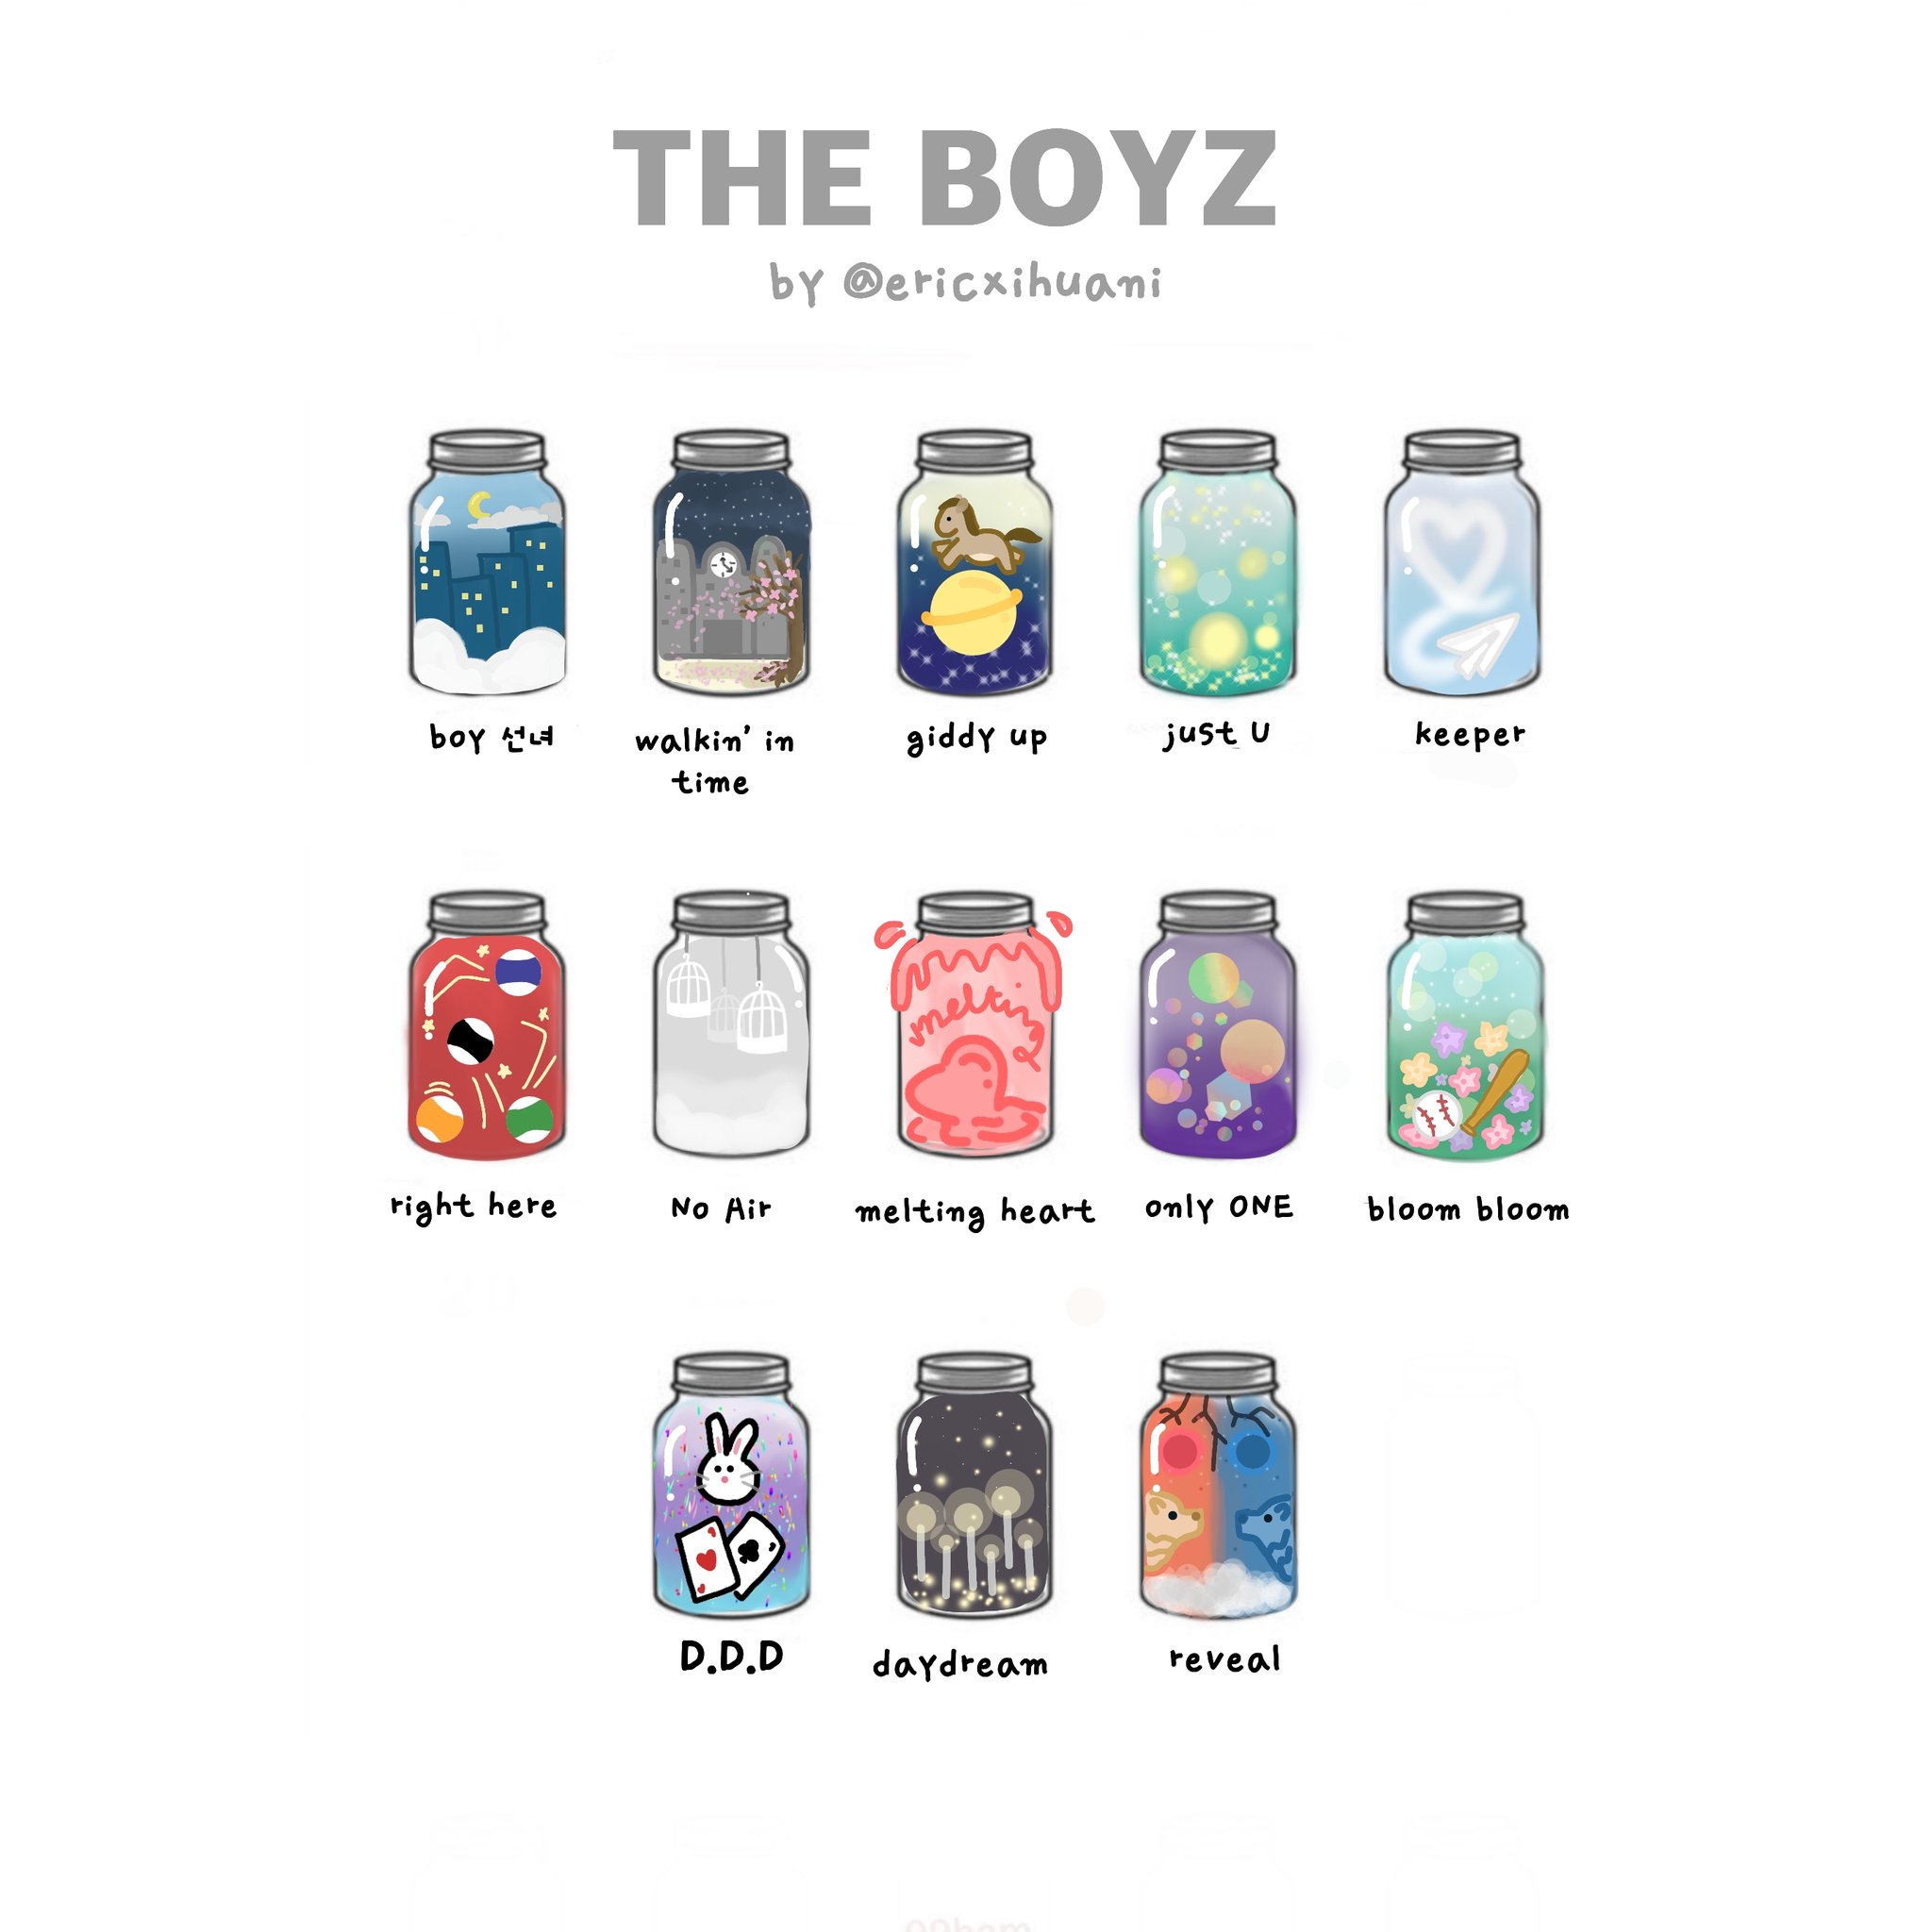 THE BOYZ
by @ericxihuani
boy 선녀
walkin' in
time
giddy up
just U
keeper
melting
right here
No Air
melting heart
only ONE
bloom bloom
D.D.D
daydream
reveal